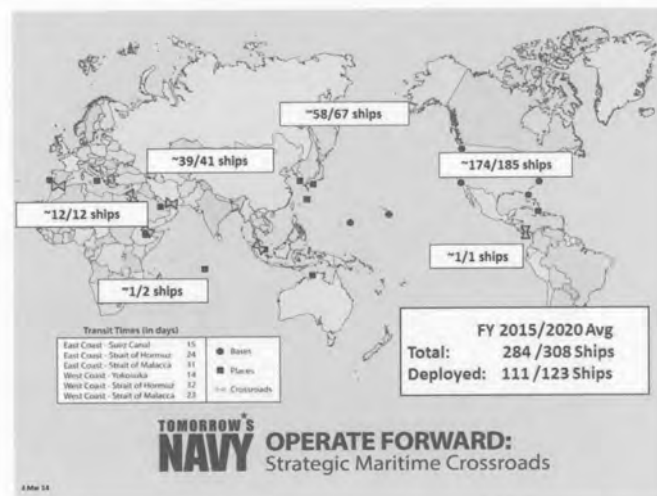 ~58/67 ships
~39/41 ships
~174/185 ships
~12/12 ships
~1/2 ships
~1/1 ships
Transit Times (in days)
East Coast - Suez Canal 15
East Coast - Strait of Hormuz 24
East Coast - Strait of Malacca 31
West Coast - Yokosuka 14
West Coast - Strait of Hormuz 32
West Coast - Strait of Malacca 23
Bases
Places
Crossroads
FY 2015/2020 Avg
Total: 284 /308 Ships
Deployed: 111 /123 Ships
TOMORROW'S
NAVY
OPERATE FORWARD:
Strategic Maritime Crossroads
4 Mar 14